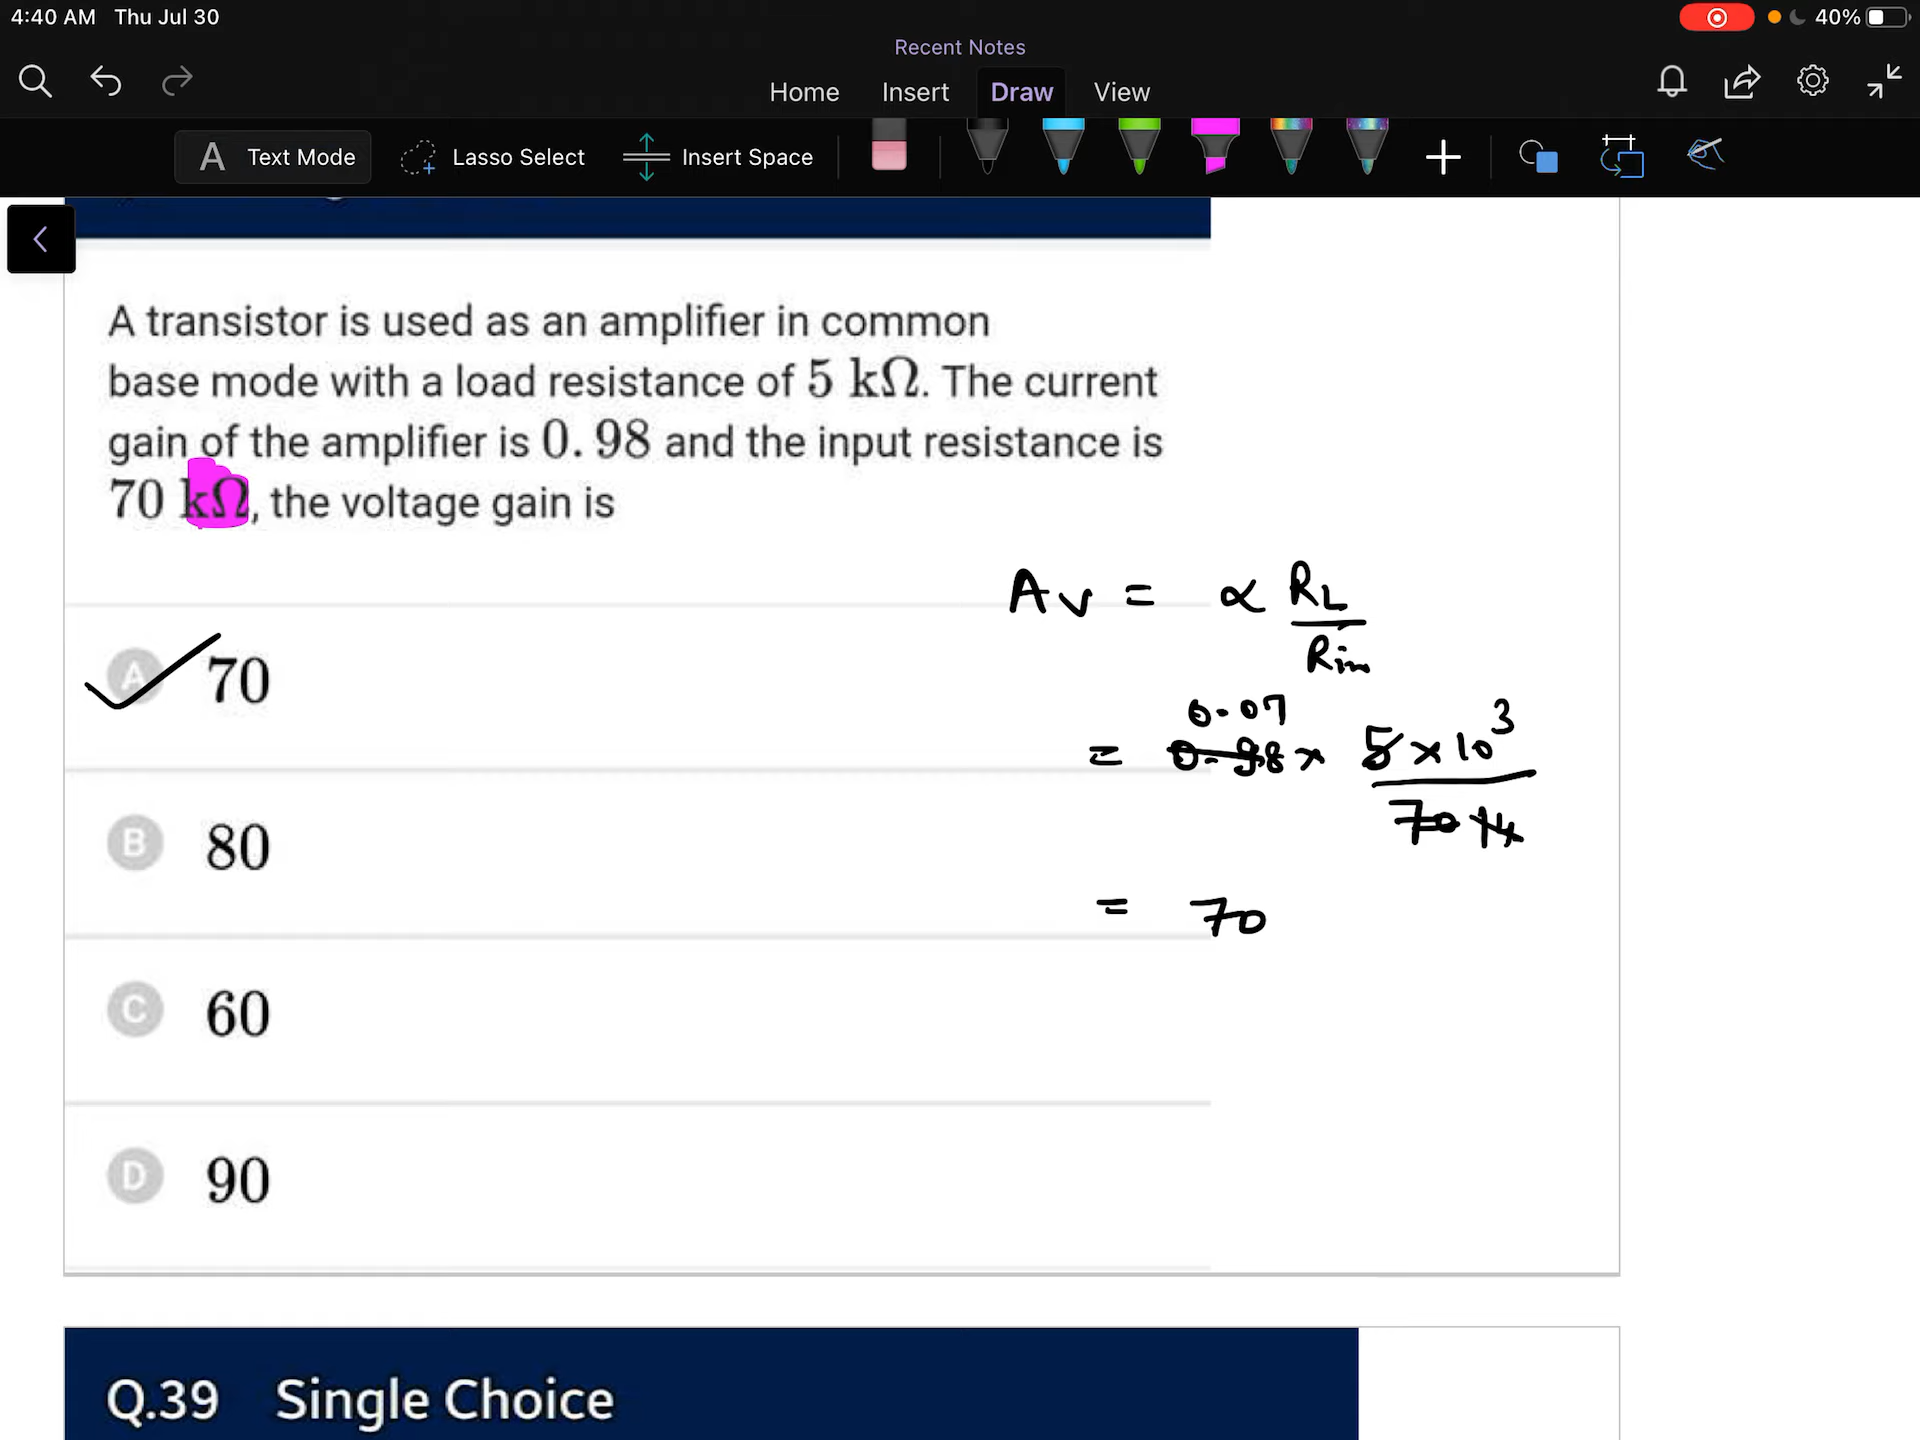 4:40 AM Thu Jul 30
40%
Recent Notes
Home Insert Draw View
A Text Mode Lasso Select Insert Space
A transistor is used as an amplifier in common
base mode with a load resistance of 5 kΩ. The current
gain of the amplifier is 0.98 and the input resistance is
70 kΩ, the voltage gain is
Av = α RL
Rin
A 70
0.07
= 0.98 × 5 × 10³
70 14
B 80
= 70
C 60
D 90
Q.39 Single Choice